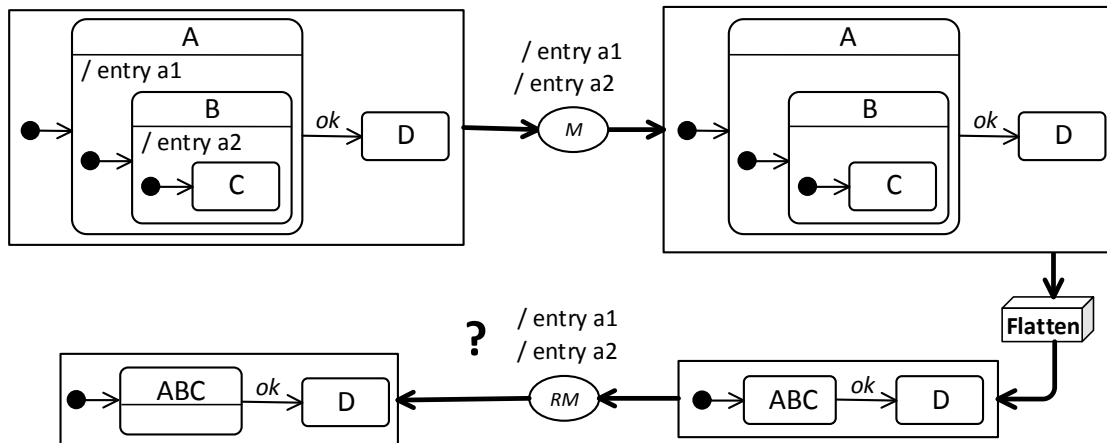 A
/ entry a1
B
/ entry a2
C
ok
D
/ entry a1
/ entry a2
M
A
B
C
ok
D
Flatten
?
/ entry a1
/ entry a2
ABC
ok
D
RM
ABC
ok
D